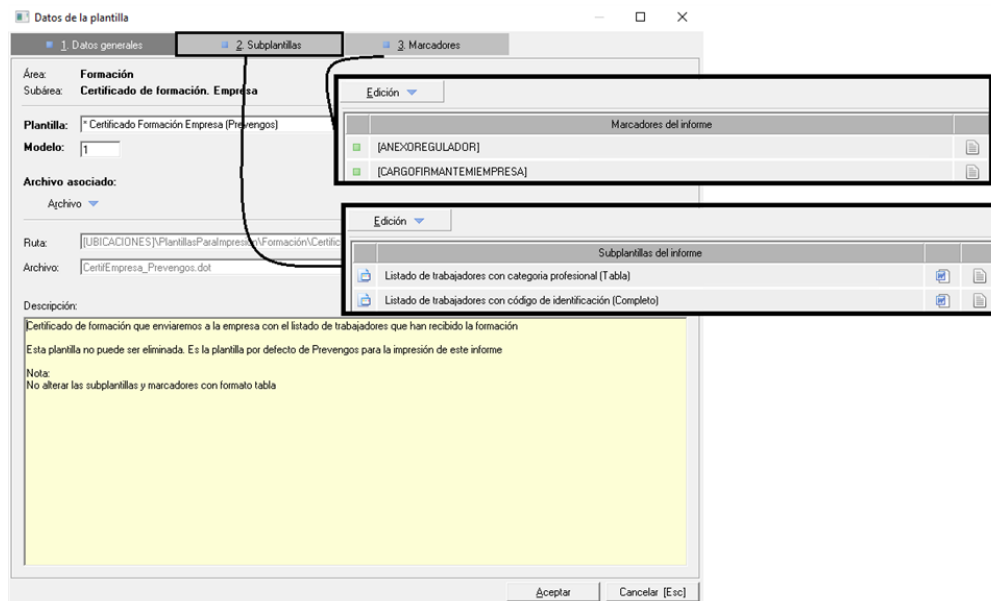 Datos de la plantilla
1. Datos generales
2. Subplantillas
3. Marcadores
Área: Formación
Subárea: Certificado de formación. Empresa
Plantilla: * Certificado Formación Empresa (Prevengos)
Modelo: 1
Archivo asociado:
Archivo
Ruta: [UBICACIONES]\PlantillasParaImpresion\Formación\Certific
Archivo: CertifEmpresa_Prevengos.dot
Descripción:
Certificado de formación que enviaremos a la empresa con el listado de trabajadores que han recibido la formación
Esta plantilla no puede ser eliminada. Es la plantilla por defecto de Prevengos para la impresión de este informe
Nota:
No alterar las subplantillas y marcadores con formato tabla
Edición
Marcadores del informe
[ANEXOREGULADOR]
[CARGOFIRMANTEMIEMPRESA]
Edición
Subplantillas del informe
Listado de trabajadores con categoria profesional (Tabla)
Listado de trabajadores con código de identificación (Completo)
Aceptar
Cancelar [Esc]